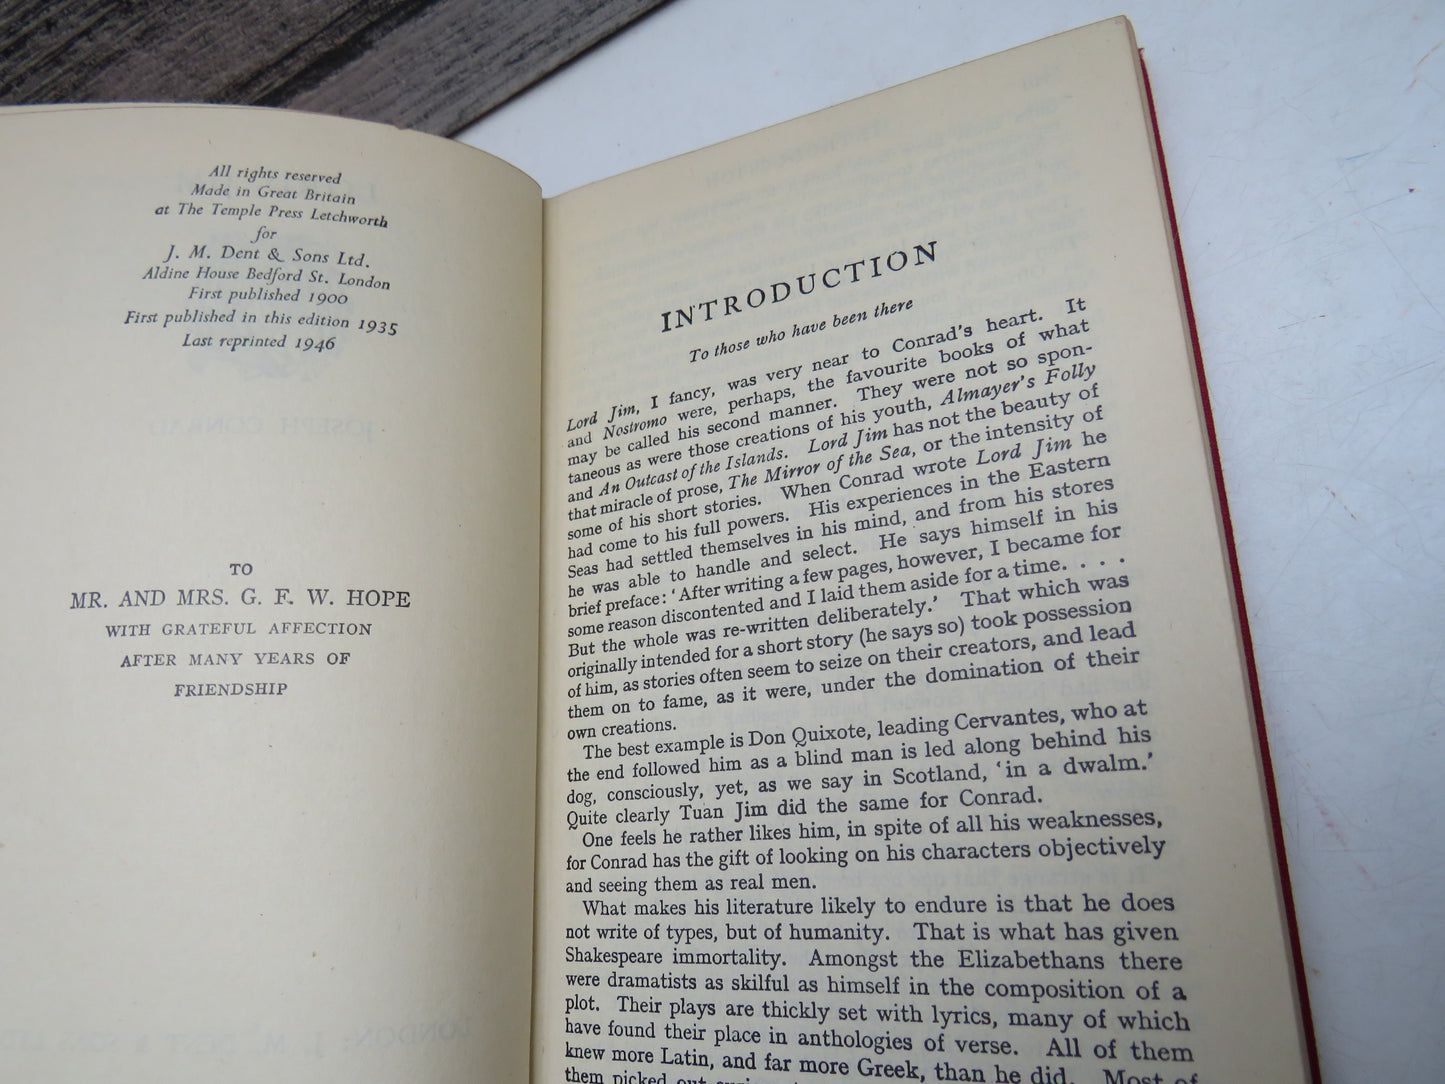 All rights reserved
Made in Great Britain
at The Temple Press Letchworth
for
J. M. Dent & Sons Ltd.
Aldine House Bedford St. London
First published 1900
First published in this edition 1935
Last reprinted 1946
TO
MR. AND MRS. G. F. W. HOPE
WITH GRATEFUL AFFECTION
AFTER MANY YEARS OF
FRIENDSHIP
INTRODUCTION
To those who have been there
Lord Jim, I fancy, was very near to Conrad's heart. It
and Nostromo were, perhaps, the favourite books of what
may be called his second manner. They were not so spon-
taneous as were those creations of his youth, Almayer's Folly
and An Outcast of the Islands. Lord Jim has not the beauty of
that miracle of prose, The Mirror of the Sea, or the intensity of
some of his short stories. When Conrad wrote Lord Jim he
had come to his full powers. His experiences in the Eastern
Seas had settled themselves in his mind, and from his stores
he was able to handle and select. He says himself in his
brief preface: 'After writing a few pages, however, I became for
some reason discontented and I laid them aside for a time. . . .
But the whole was re-written deliberately.' That which was
originally intended for a short story (he says so) took possession
of him, as stories often seem to seize on their creators, and lead
them on to fame, as it were, under the domination of their
own creations.
The best example is Don Quixote, leading Cervantes, who at
the end followed him as a blind man is led along behind his
dog, consciously, yet, as we say in Scotland, 'in a dwalm.'
Quite clearly Tuan Jim did the same for Conrad.
One feels he rather likes him, in spite of all his weaknesses,
for Conrad has the gift of looking on his characters objectively
and seeing them as real men.
What makes his literature likely to endure is that he does
not write of types, but of humanity. That is what has given
Shakespeare immortality. Amongst the Elizabethans there
were dramatists as skilful as himself in the composition of a
plot. Their plays are thickly set with lyrics, many of which
have found their place in anthologies of verse. All of them
knew more Latin, and far more Greek, than he did. Most of
them picked out